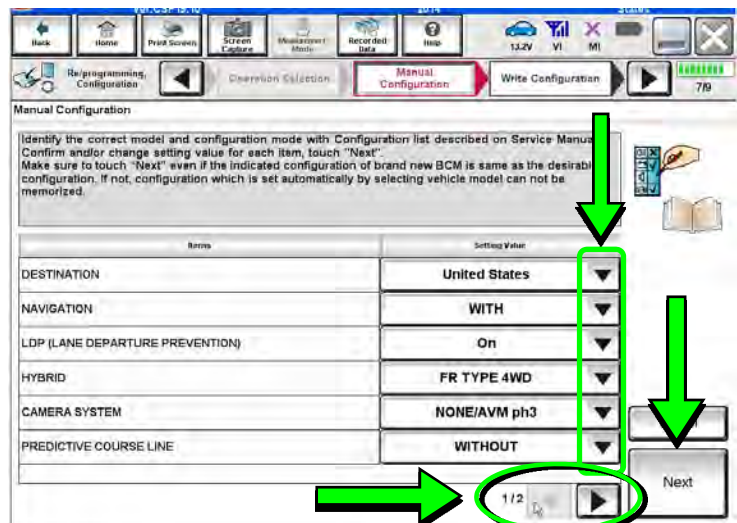 Back
Home
Print Screen
Screen
Capture
Measurement
Mode
Recorded
Data
Help
13.2V
VI
MI
Re/programming,
Configuration
Operation Selection
Manual
Configuration
Write Configuration
7/9
Manual Configuration
Identify the correct model and configuration mode with Configuration list described on Service Manua
Confirm and/or change setting value for each item, touch "Next".
Make sure to touch "Next" even if the indicated configuration of brand new BCM is same as the desirabl
configuration. If not, configuration which is set automatically by selecting vehicle model can not be
memorized.
Items
Setting Value
DESTINATION
United States
NAVIGATION
WITH
LDP (LANE DEPARTURE PREVENTION)
On
HYBRID
FR TYPE 4WD
CAMERA SYSTEM
NONE/AVM ph3
PREDICTIVE COURSE LINE
WITHOUT
1/2
Next